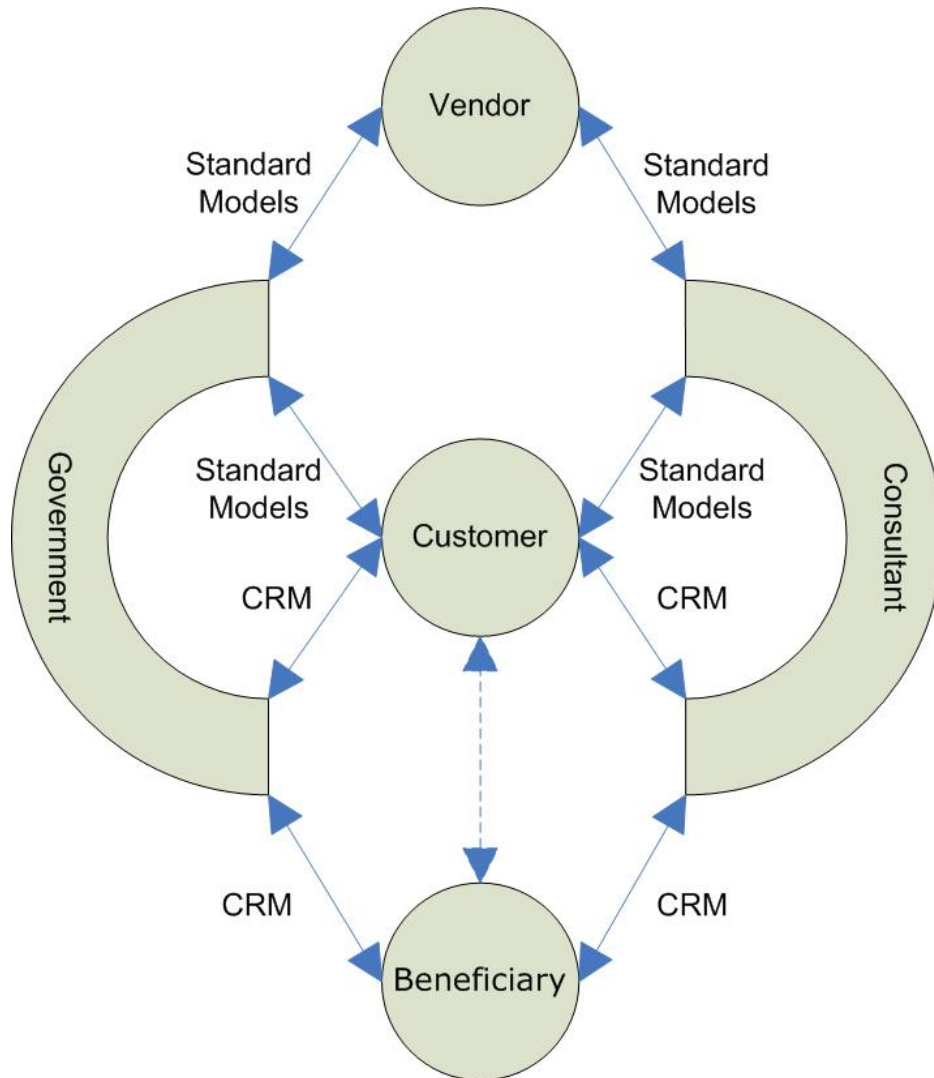 Vendor
Standard
Models
Standard
Models
Government
Standard
Models
Customer
Standard
Models
Consultant
CRM
CRM
CRM
CRM
Beneficiary